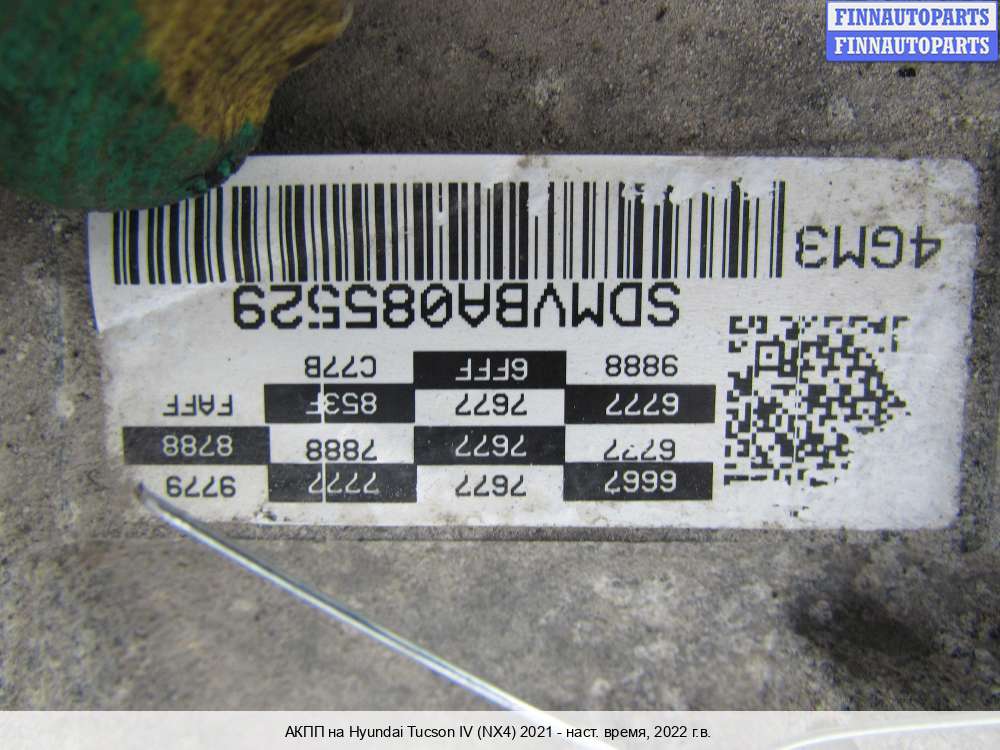 FINNAUTOPARTS
FINNAUTOPARTS
6667 7677 7777 9779
6777 7677 7888 8788
6777 7677 853F FAFF
9888 6FFF C77B
SDMVBA085529
4GM3
АКПП на Hyundai Tucson IV (NX4) 2021 - наст. время, 2022 г.в.